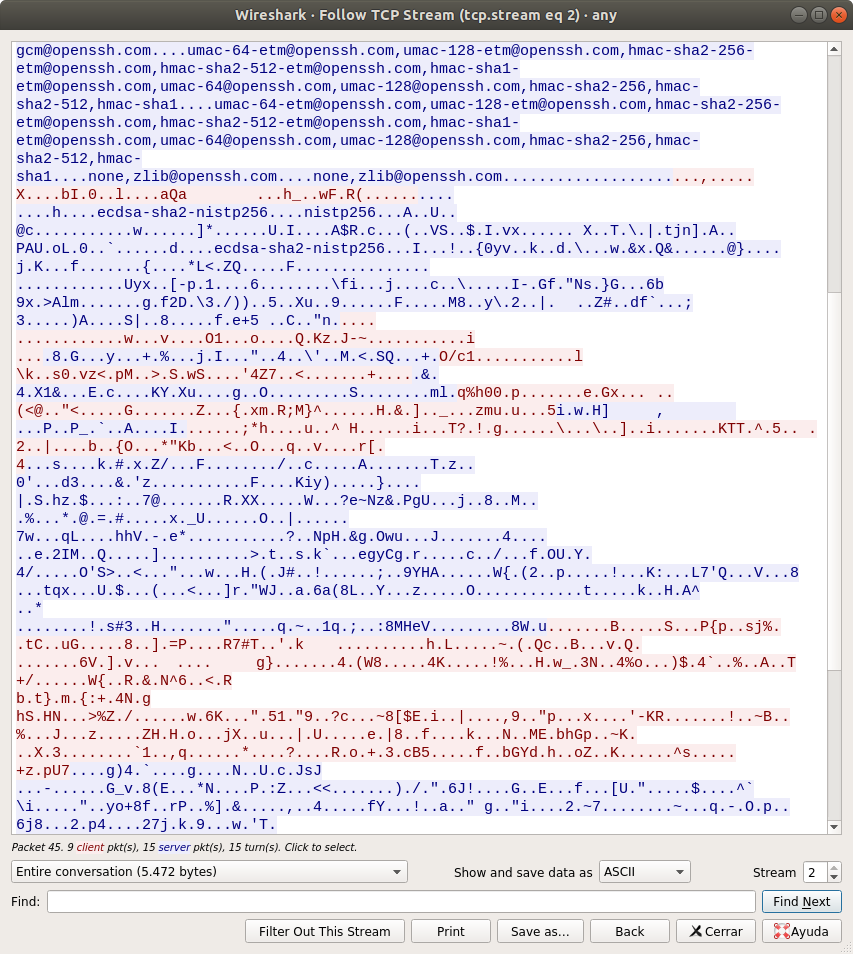 Wireshark · Follow TCP Stream (tcp.stream eq 2) · any
gcm@openssh.com....umac-64-etm@openssh.com,umac-128-etm@openssh.com,hmac-sha2-256-
etm@openssh.com,hmac-sha2-512-etm@openssh.com,hmac-sha1-
etm@openssh.com,umac-64@openssh.com,umac-128@openssh.com,hmac-sha2-256,hmac-
sha2-512,hmac-sha1....umac-64-etm@openssh.com,umac-128-etm@openssh.com,hmac-sha2-256-
etm@openssh.com,hmac-sha2-512-etm@openssh.com,hmac-sha1-
etm@openssh.com,umac-64@openssh.com,umac-128@openssh.com,hmac-sha2-256,hmac-
sha2-512,hmac-
sha1....none,zlib@openssh.com....none,zlib@openssh.com......................,.....
X....bI.0..l....aQa        ...h_..wF.R(..........
....h....ecdsa-sha2-nistp256....nistp256...A..U..
@c...........w......]*......U.I....A$R.c...(..VS..$.I.vx...... X..T.\.|.tjn].A..
PAU.oL.0..`......d....ecdsa-sha2-nistp256...I...!..{0yv..k..d.\...w.&x.Q&......@}....
j.K...f.......{....*L<.ZQ.....F...............
............Uyx..[-p.1....6........\fi...j....c..\.....I-.Gf."Ns.}G...6b
9x.>Alm.......g.f2D.\3./))..5..Xu..9......F.....M8..y\.2..|.  ..Z#..df`...;
3.....)A....S|..8.....f.e+5 ..C.."n.....
............w...v....O1...o....Q.Kz.J-~...........i
....8.G...y...+.%...j.I..."..4..\'..M.<.SQ...+.O/c1...........l
\k..s0.vz<.pM..>.S.wS....'4Z7..<.......+.....&.
4.X1&...E.c....KY.Xu....g..O.........S........ml.q%h00.p.......e.Gx... ..
(<@.."<.....G.......Z...{.xm.R;M}^......H.&.]..._...zmu.u...5i.w.H]     ,
...P..P_.`..A....I.......;*h....u..^ H......i...T?.!.g......\...\..]..i.......KTT.^.5.. .
2..|....b..{O...*"Kb...<..O...q..v....r[.
4...s....k.#.x.Z/...F......../..c.....A.......T.z..
0'...d3....&.'z...........F....Kiy).....}....
|.S.hz.$...:..7@.......R.XX.....W...?e~Nz&.PgU...j..8..M..
.%...*.@.=.#.....x._U......O..|......
7w...qL....hhV.-.e*...........?..NpH.&g.Owu...J.......4....
..e.2IM..Q.....]..........>.t..s.k`...egyCg.r.....c../...f.OU.Y.
4/.....O'S>..<..."...w...H.(.J#..!......;..9YHA......W{.(2..p.....!...K:...L7'Q...V...8
...tqx...U.$...(...<...]r."WJ..a.6a(8L..Y...z.....O............t.....k..H.A^
..*
........!.s#3..H.......".....q.~..1q.;..:8MHeV.........8W.u.......B.....S...P{p..sj%.
.tC..uG.....8..].=P....R7#T..'.k    ..........h.L.....~.(.Qc..B...v.Q.
.......6V.].v...  ....     g}.......4.(W8.....4K.....!%...H.w_.3N..4%o...)$.4`..%..A..T
+/......W{..R.&.N^6..<.R
b.t}.m.{:+.4N.g
hS.HN...>%Z./......w.6K...".51."9..?c...~8[$E.i..|....,9.."p...x....'-KR.......!..~B..
%...J...z.....ZH.H.o...jX..u...|.U.....e.|8..f....k...N..ME.bhGp..~K.
..X.3........`1..,q......*....?....R.o.+.3.cB5.....f..bGYd.h..oZ..K......^s.....
+z.pU7....g)4.`....g....N..U.c.JsJ
...-......G_v.8(E...*N....P.:Z...<<.......)./.".6J!....G..E...f...[U.".....$....^`
\i....."..yo+8f..rP..%].&.....,..4.....fY...!..a.." g.."i....2.~7........~...q.-.O.p..
6j8...2.p4....27j.k.9...w.'T.
Packet 45. 9 client pkt(s), 15 server pkt(s), 15 turn(s). Click to select.
Entire conversation (5.472 bytes) Show and save data as ASCII Stream 2
Find: Find Next
Filter Out This Stream Print Save as… Back Cerrar Ayuda